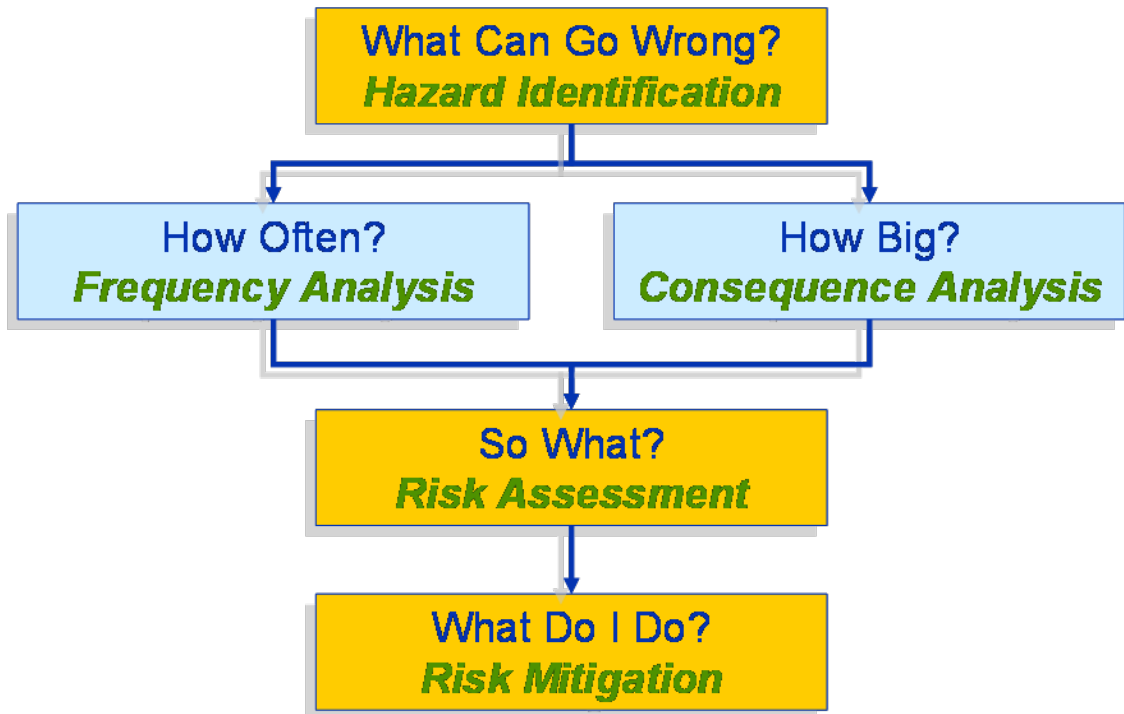 What Can Go Wrong?
Hazard Identification
How Often?
Frequency Analysis
How Big?
Consequence Analysis
So What?
Risk Assessment
What Do I Do?
Risk Mitigation